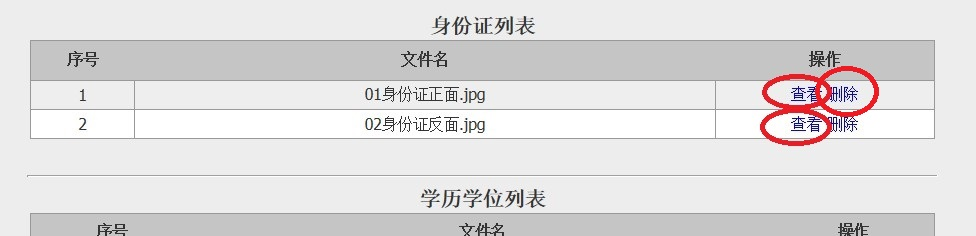 身份证列表
序号 文件名 操作
1 01身份证正面.jpg 查看 删除
2 02身份证反面.jpg 查看 删除
学历学位列表
序号 文件名 操作